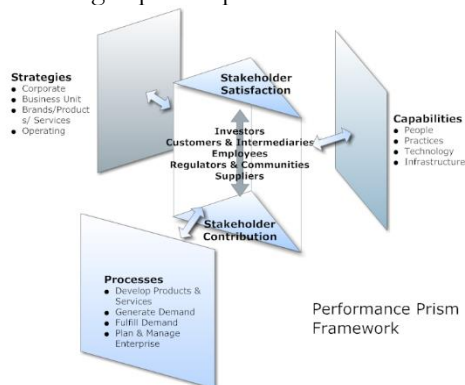 Strategies
● Corporate
● Business Unit
● Brands/Product
s/ Services
● Operating
Stakeholder
Satisfaction
Investors
Customers & Intermediaries
Employees
Regulators & Communities
Suppliers
Capabilities
● People
● Practices
● Technology
● Infrastructure
Stakeholder
Contribution
Processes
● Develop Products &
Services
● Generate Demand
● Fulfill Demand
● Plan & Manage
Enterprise
Performance Prism
Framework